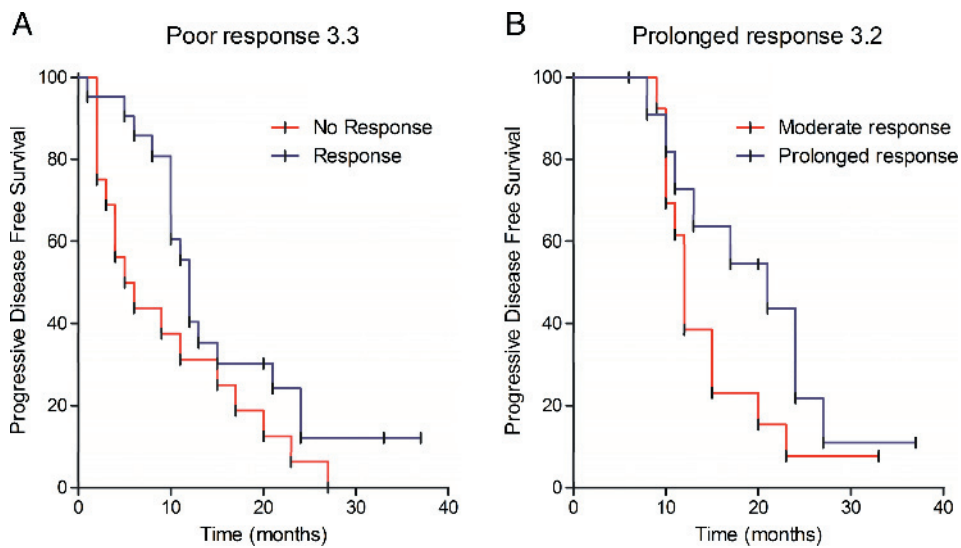 A
Poor response 3.3
Progressive Disease Free Survival
100
80
60
40
20
0
No Response
Response
0 10 20 30 40
Time (months)
B
Prolonged response 3.2
Progressive Disease Free Survival
100
80
60
40
20
0
Moderate response
Prolonged response
0 10 20 30 40
Time (months)